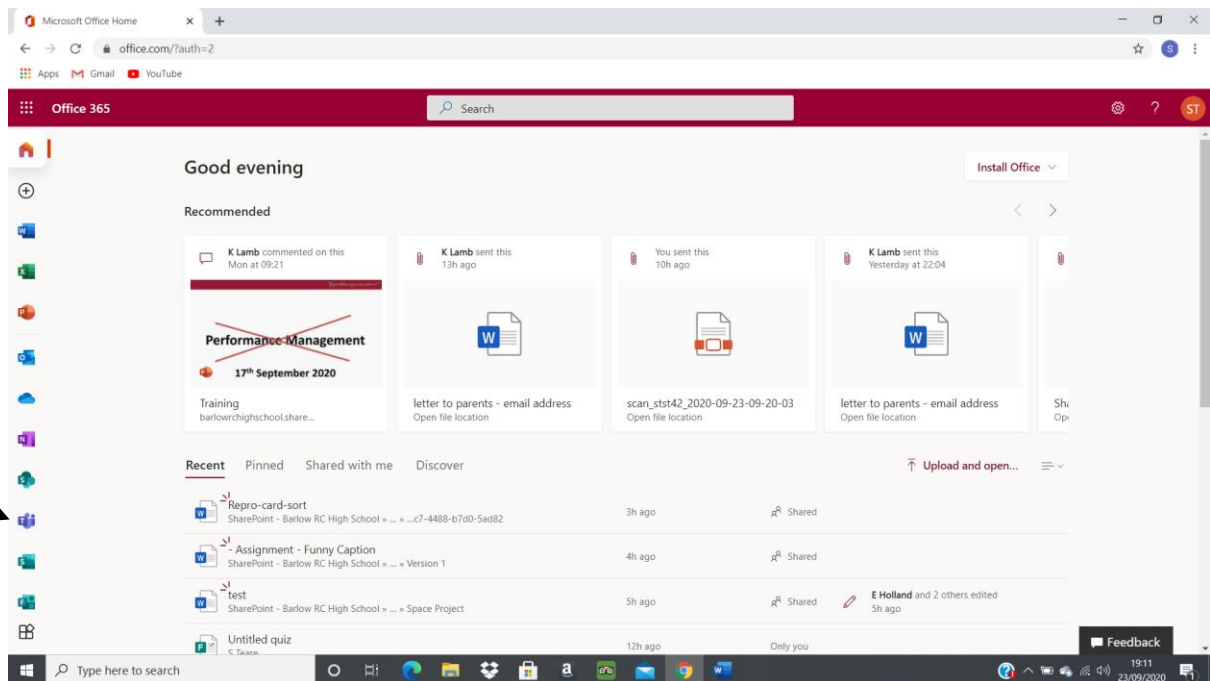 Microsoft Office Home
office.com/?auth=2
Apps Gmail YouTube
Office 365
Search
? ST
Good evening
Install Office
Recommended
K Lamb commented on this
Mon at 09:21
Performance Management
17th September 2020
Training
barlowrchighschool.share...
K Lamb sent this
13h ago
letter to parents - email address
Open file location
You sent this
10h ago
scan_stst42_2020-09-23-09-20-03
Open file location
K Lamb sent this
Yesterday at 22:04
letter to parents - email address
Open file location
Recent Pinned Shared with me Discover
Upload and open...
Repro-card-sort
SharePoint - Barlow RC High School » ... » ...c7-4488-b7d0-5ad82
3h ago
Shared
- Assignment - Funny Caption
SharePoint - Barlow RC High School » ... » Version 1
4h ago
Shared
test
SharePoint - Barlow RC High School » ... » Space Project
5h ago
Shared
E Holland and 2 others edited
5h ago
Untitled quiz
S Teare
12h ago
Only you
Feedback
Type here to search
19:11
23/09/2020